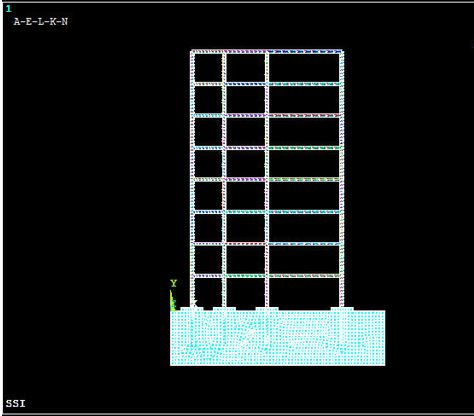 1
A-E-L-K-N
Y
SSI